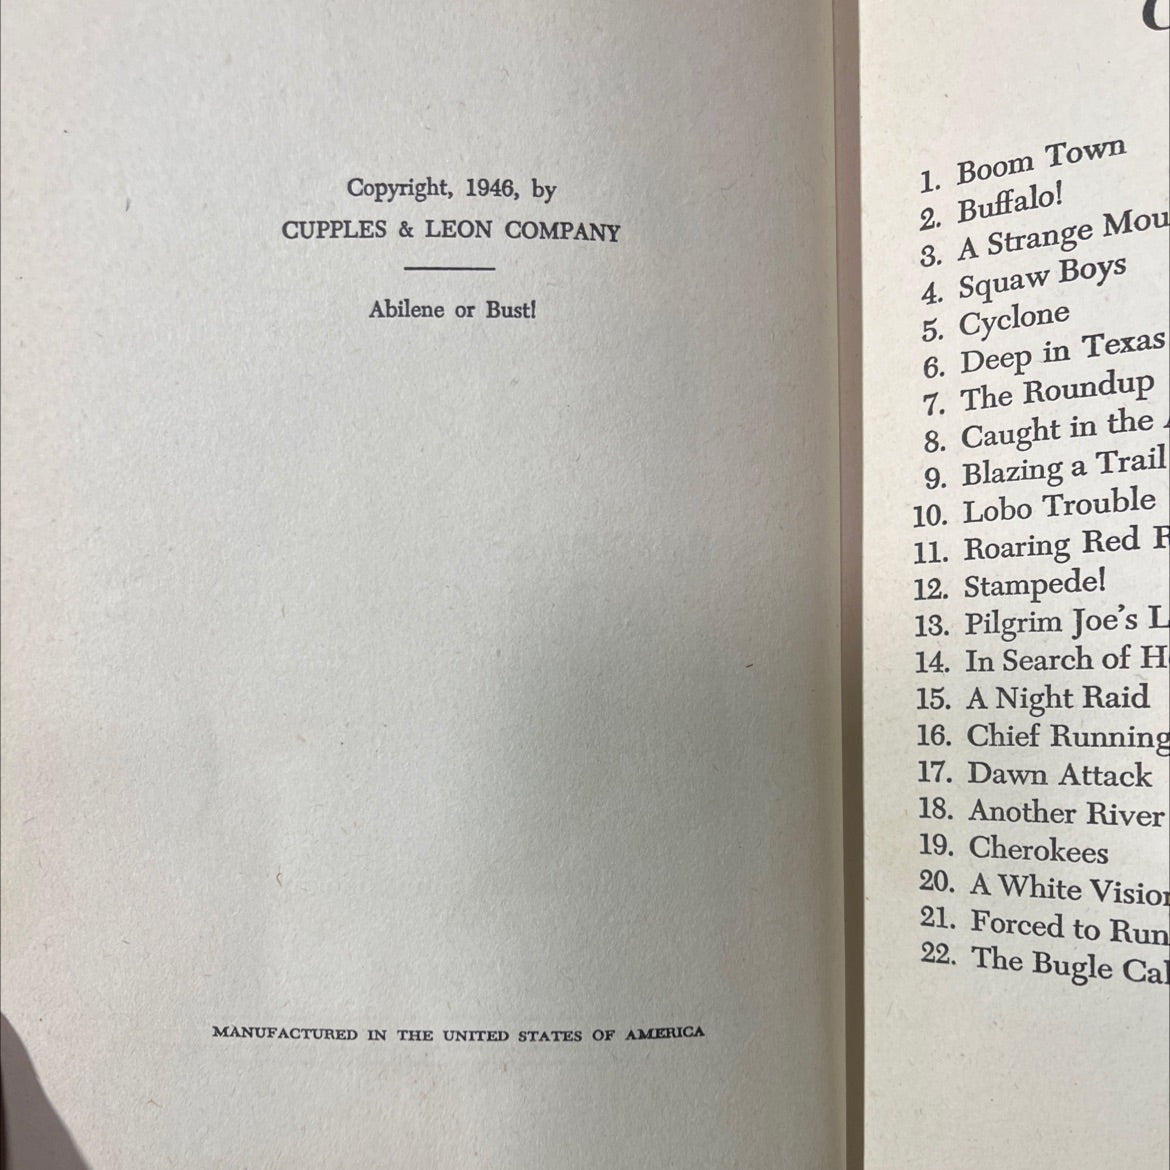 Copyright, 1946, by
CUPPLES & LEON COMPANY
Abilene or Bust!
MANUFACTURED IN THE UNITED STATES OF AMERICA
1. Boom Town
2. Buffalo!
3. A Strange
4. Squaw Boys
5. Cyclone
6. Deep in Texas
7. The Roundup
8. Caught in the
9. Blazing a Trail
10. Lobo Trouble
11. Roaring Red
12. Stampede!
13. Pilgrim Joe's
14. In Search of
15. A Night Raid
16. Chief Running
17. Dawn Attack
18. Another River
19. Cherokees
20. A White
21. Forced to Run
22. The Bugle